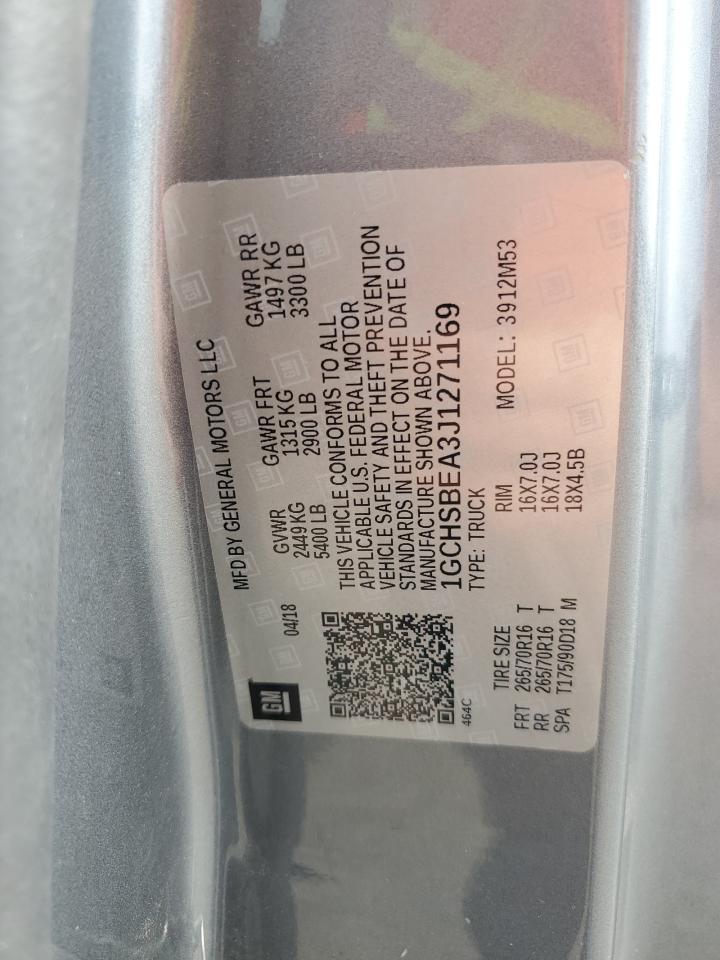 GM
MFD BY GENERAL MOTORS LLC
04/18
GVWR GAWR FRT GAWR RR
2449 KG 1315 KG 1497 KG
5400 LB 2900 LB 3300 LB
THIS VEHICLE CONFORMS TO ALL
APPLICABLE U.S. FEDERAL MOTOR
VEHICLE SAFETY AND THEFT PREVENTION
STANDARDS IN EFFECT ON THE DATE OF
MANUFACTURE SHOWN ABOVE.
1GCHSBEA3J1271169
464C
TYPE: TRUCK
MODEL: 3912M53
TIRE SIZE RIM
FRT 265/70R16 T 16X7.0J
RR 265/70R16 T 16X7.0J
SPA T175/90D18 M 18X4.5B